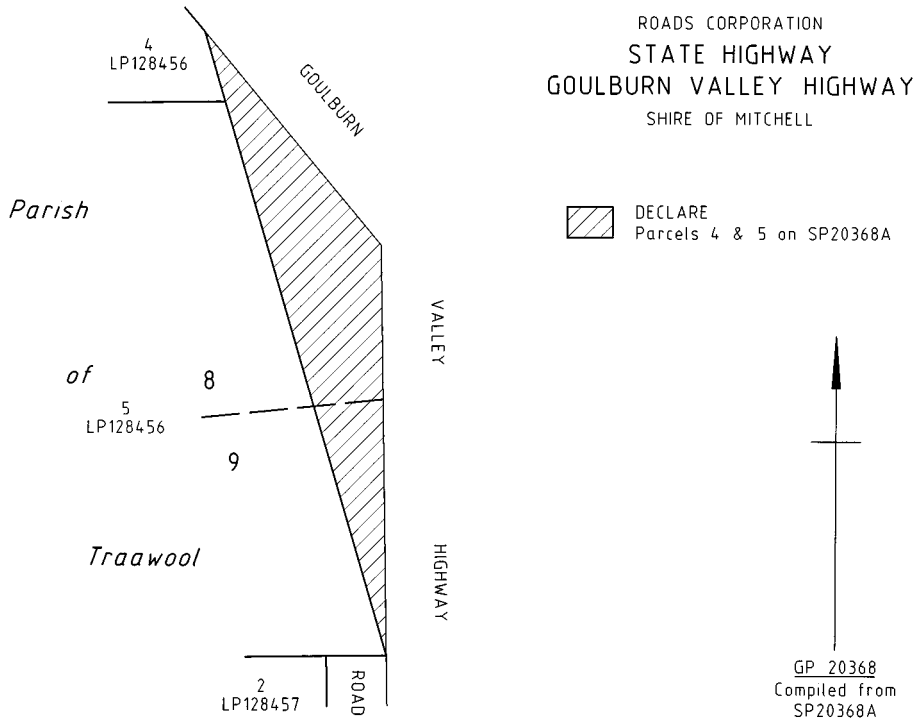 ROADS CORPORATION
STATE HIGHWAY
GOULBURN VALLEY HIGHWAY
SHIRE OF MITCHELL
DECLARE
Parcels 4 & 5 on SP20368A
4
LP128456
GOULBURN
Parish
VALLEY
of
8
5
LP128456
9
Traawool
HIGHWAY
2
LP128457
ROAD
GP 20368
Compiled from
SP20368A